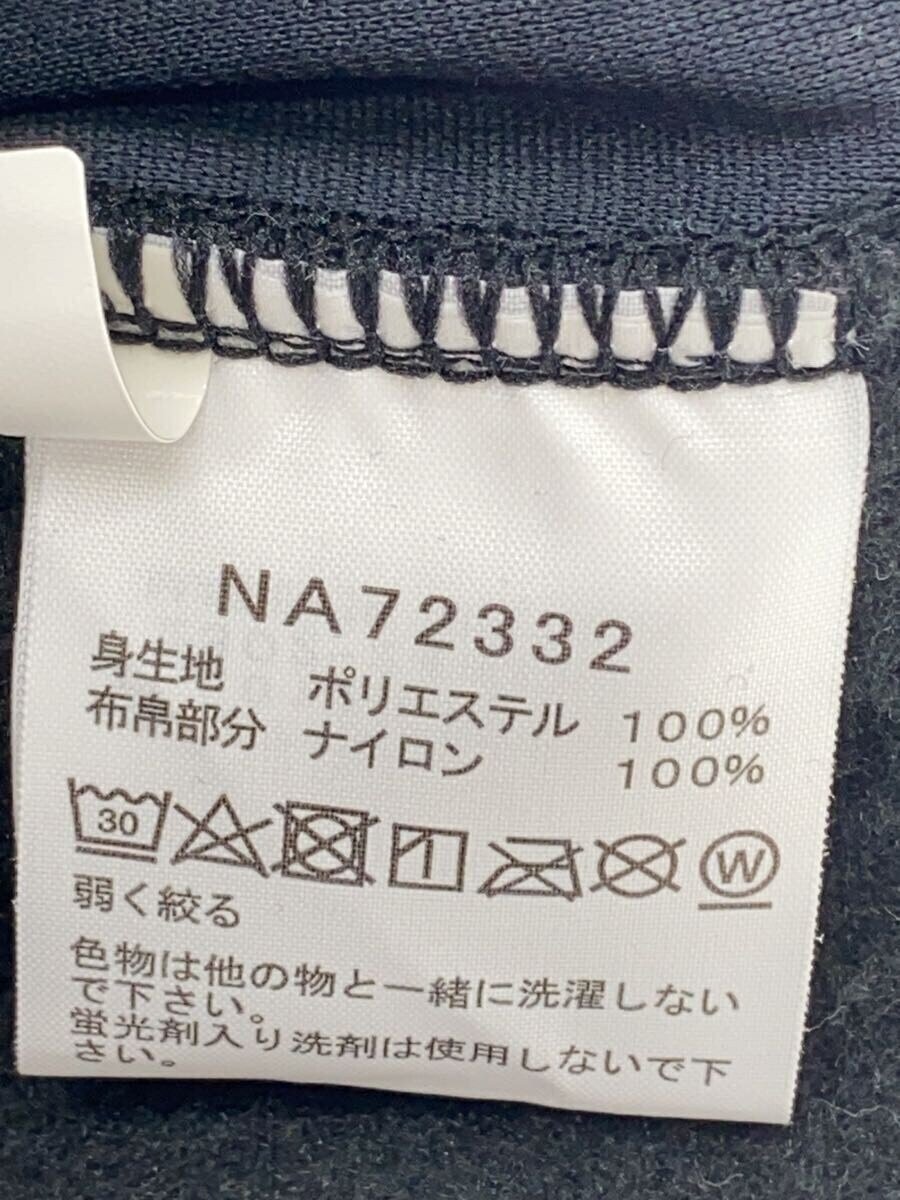 NA72332
身生地 ポリエステル 100%
布帛部分 ナイロン 100%
30 W
弱く絞る
色物は他の物と一緒に洗濯しない
で下さい。
蛍光剤入り洗剤は使用しないで下
さい。